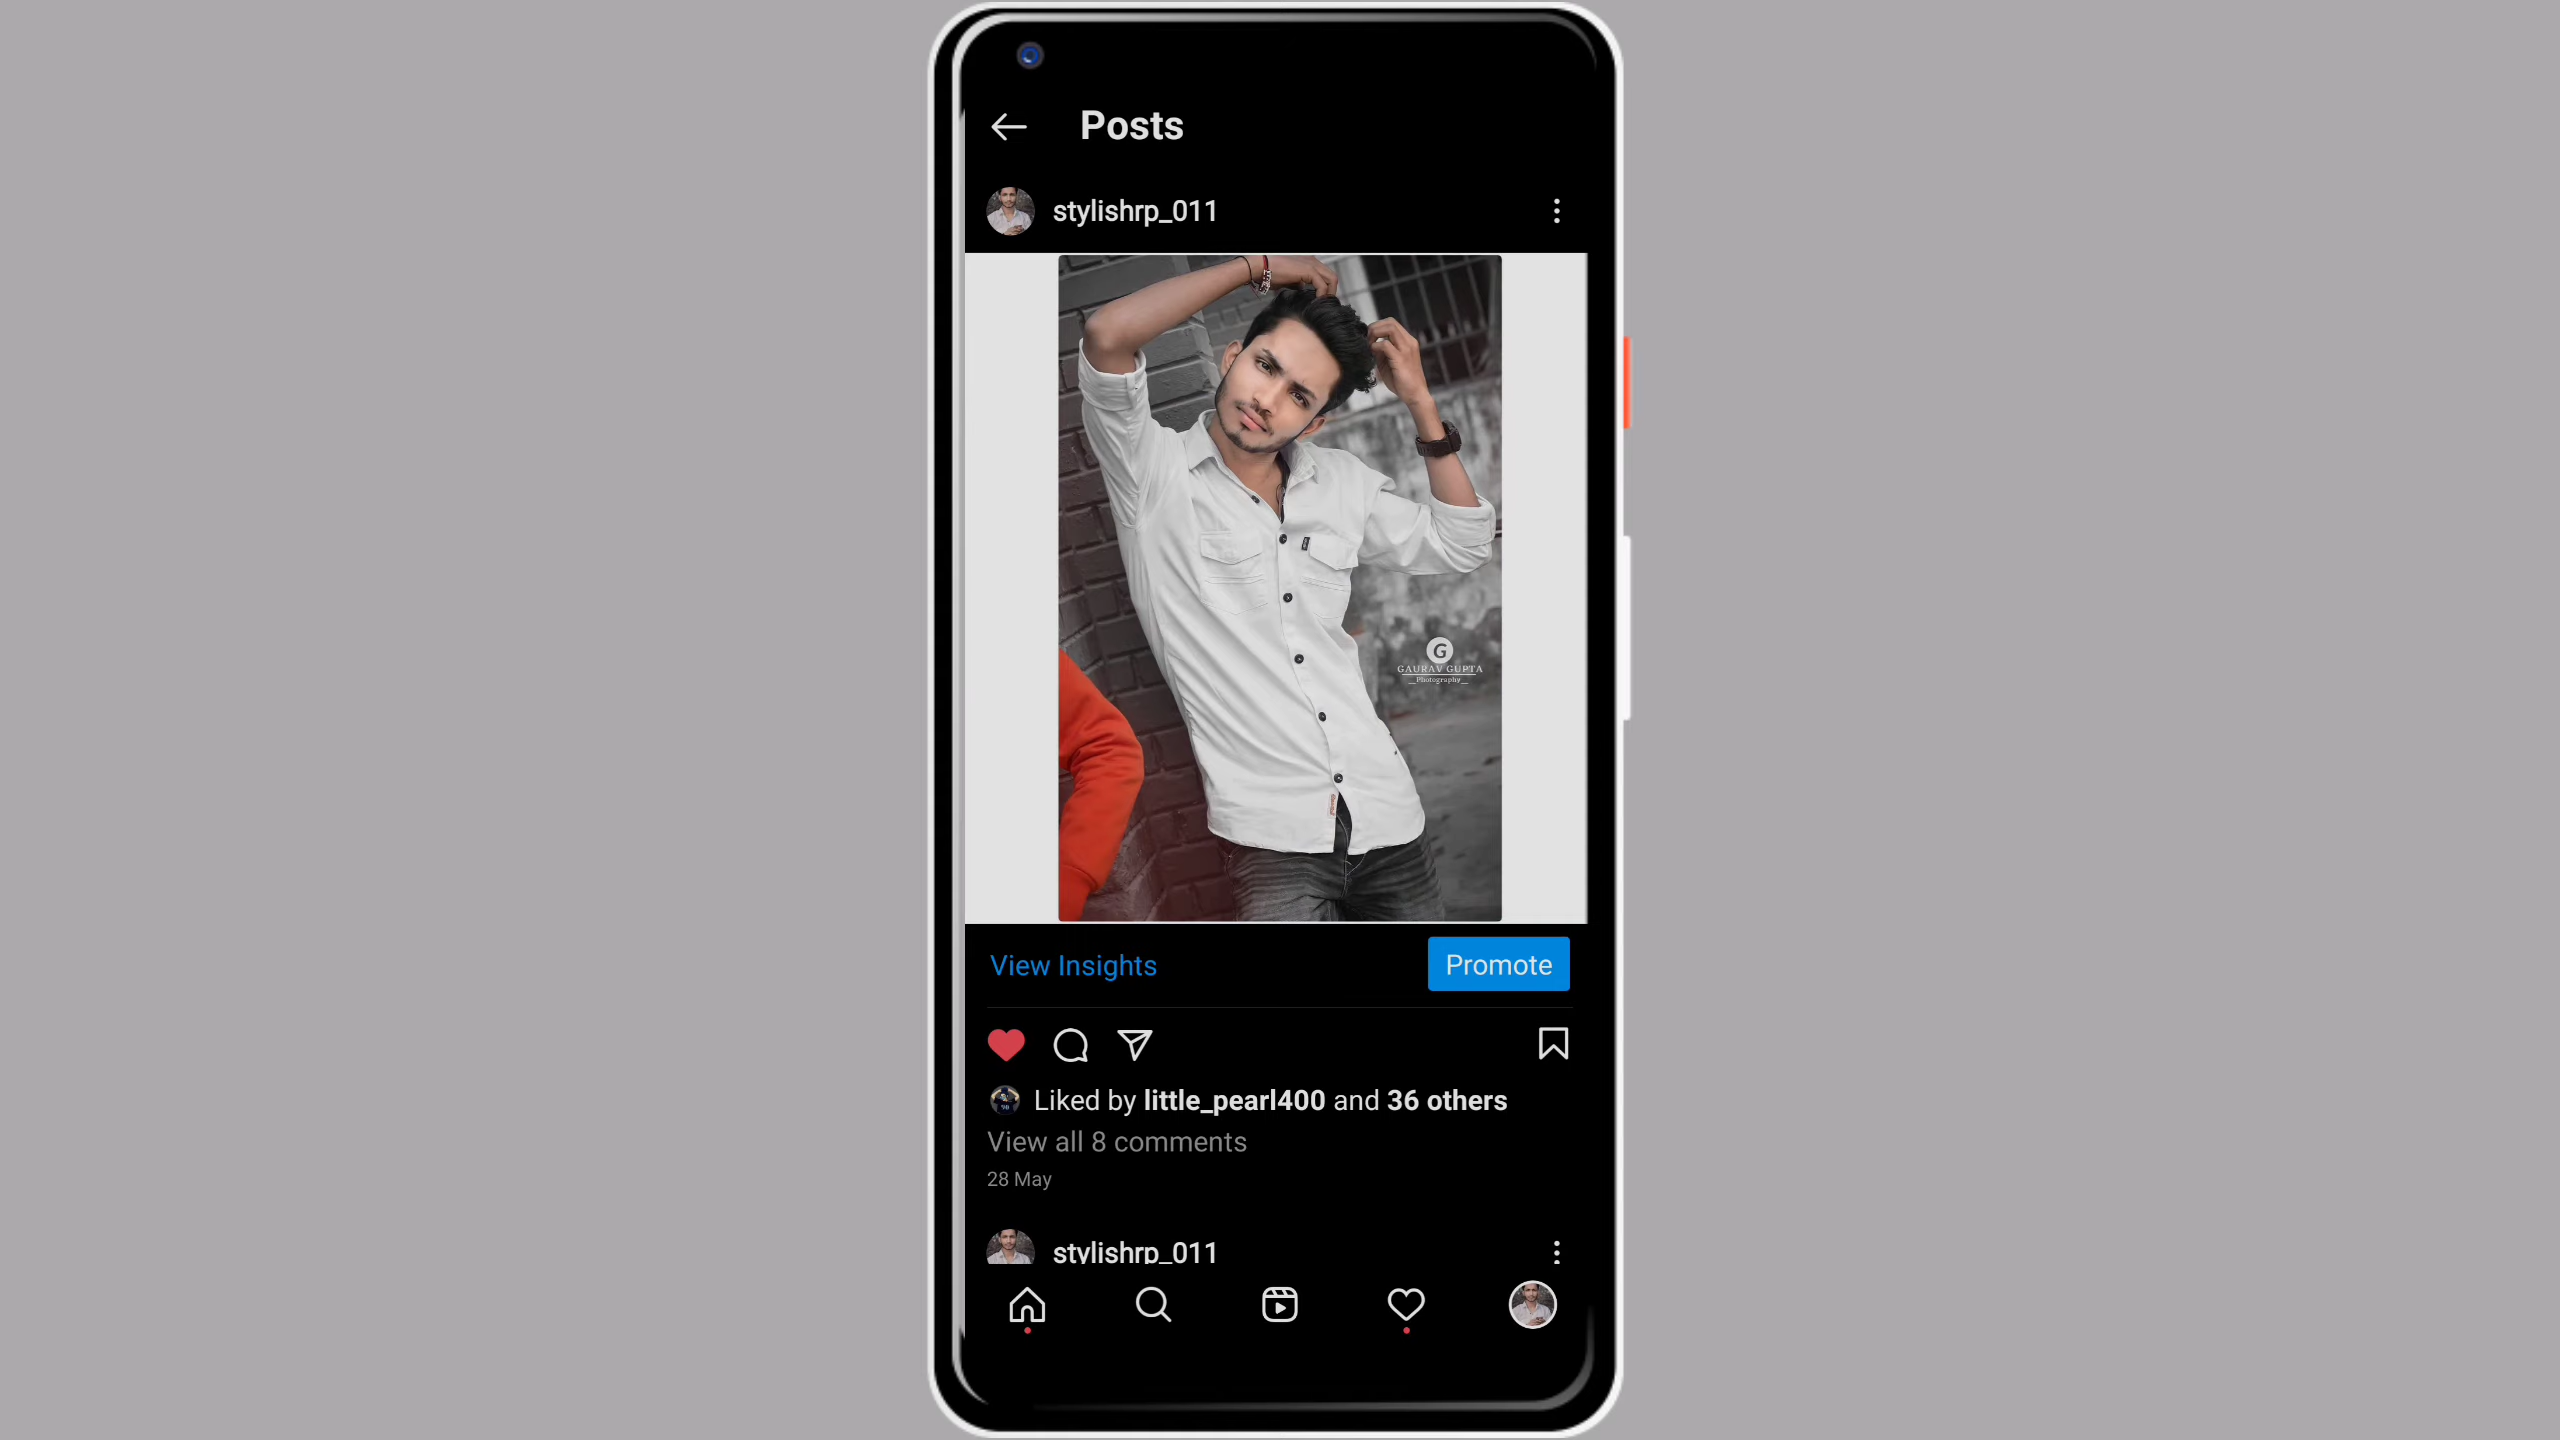 Posts
stylishrp_011
G
GAURAV GUPTA
__Photography__
View Insights
Promote
Liked by little_pearl400 and 36 others
View all 8 comments
28 May
stylishrp_011